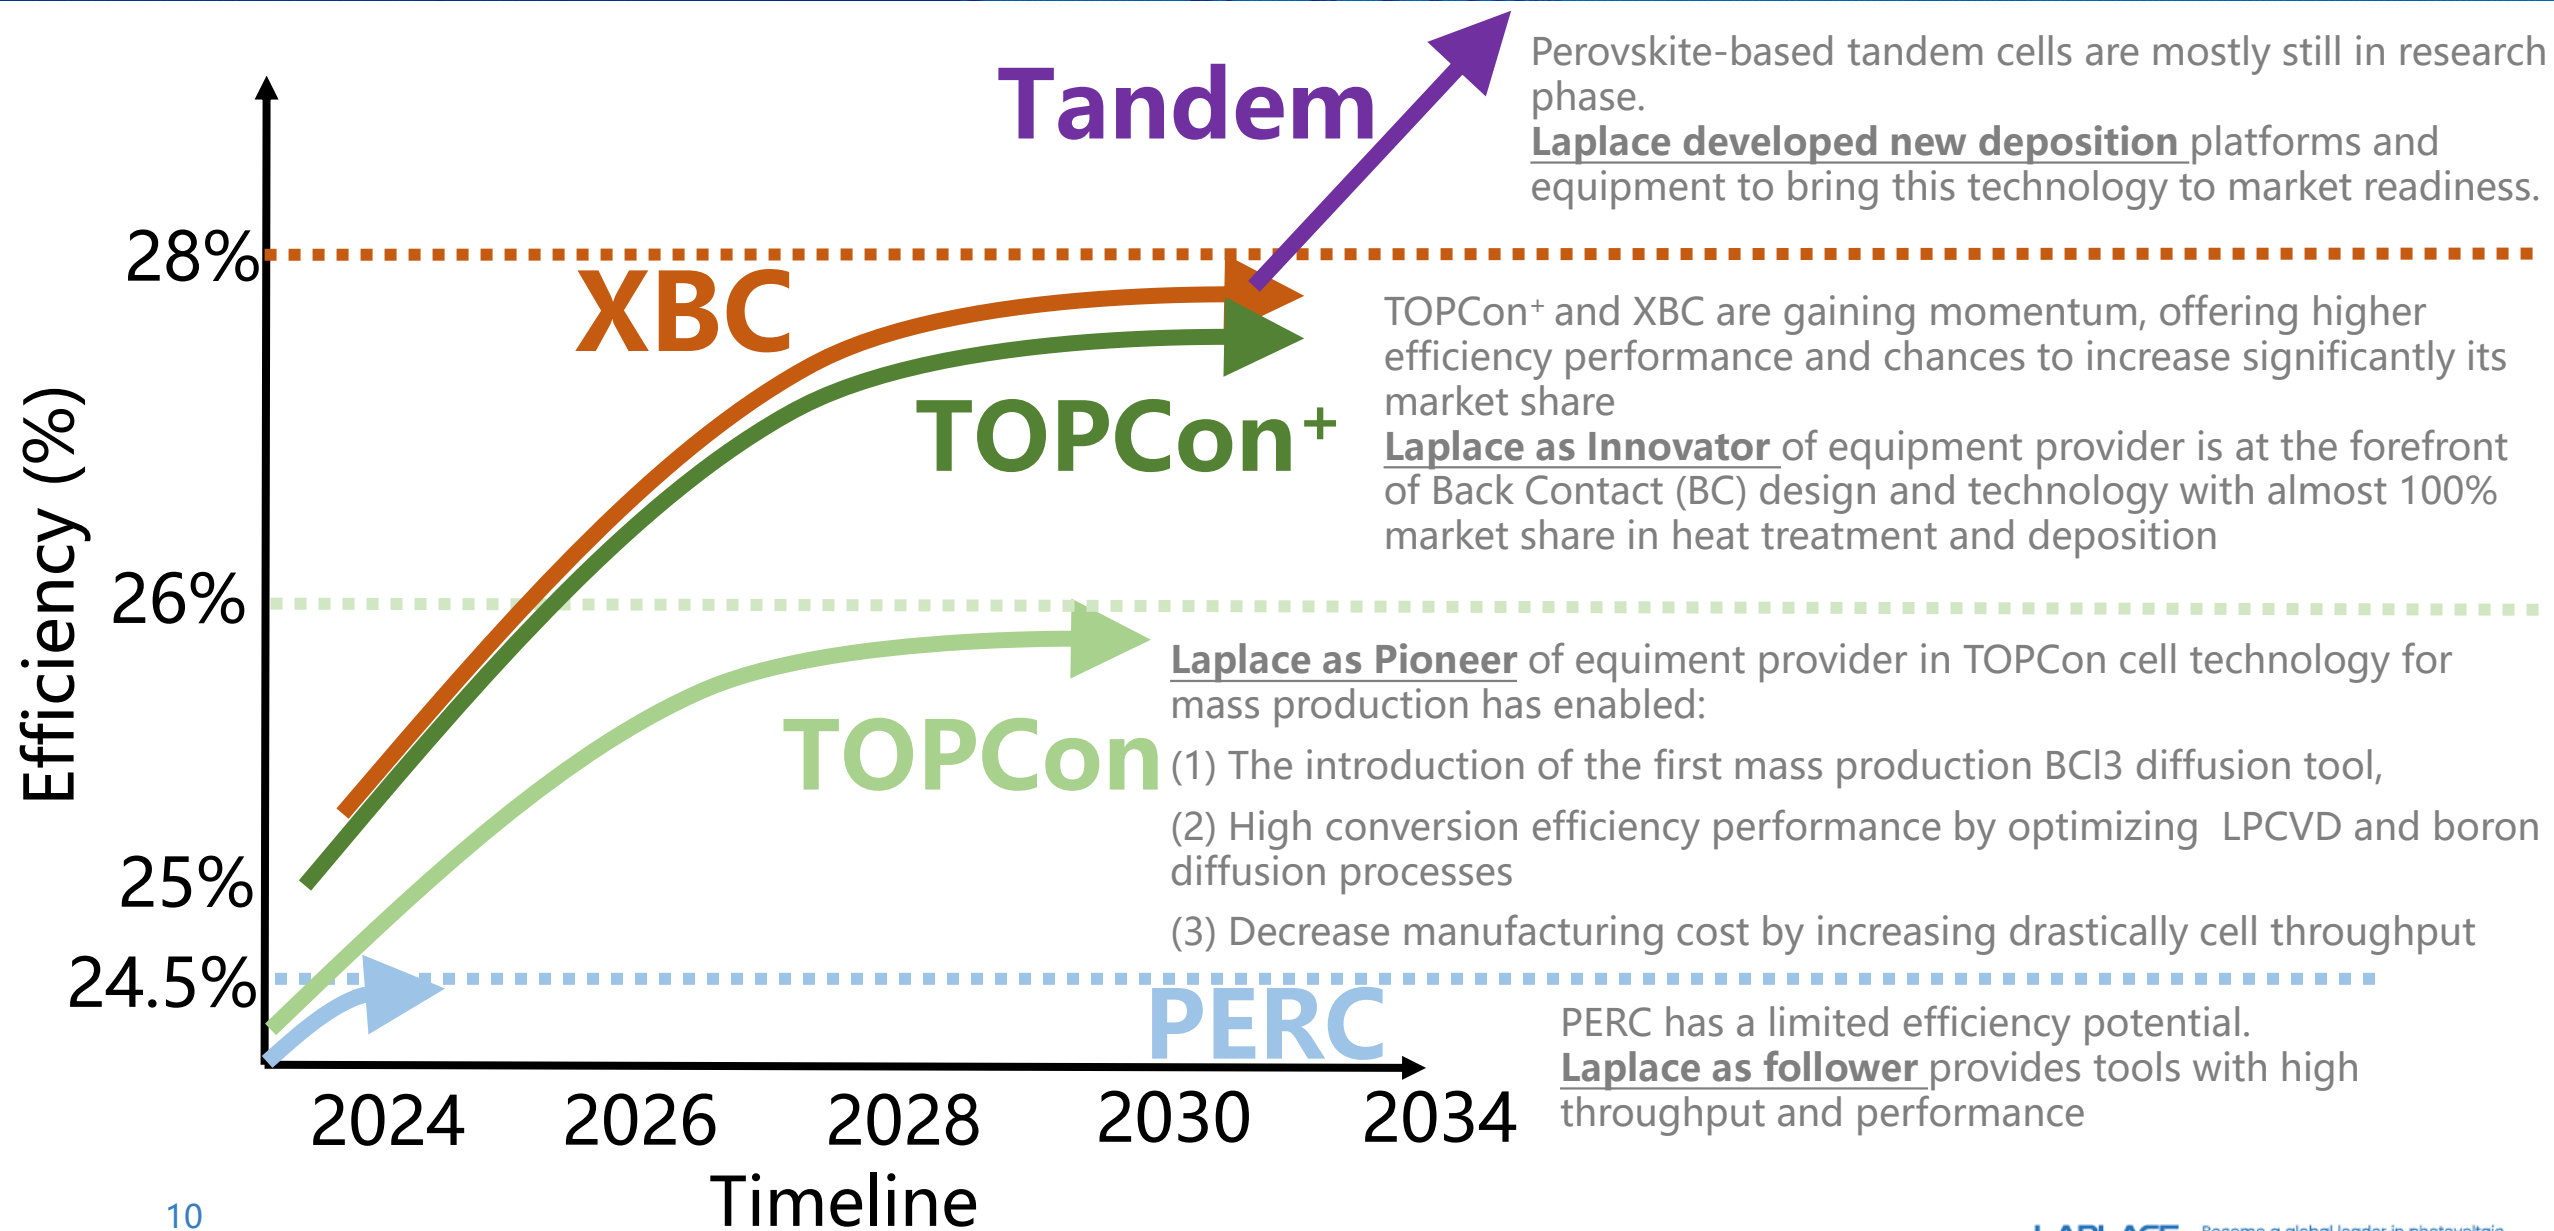 Tandem
Perovskite-based tandem cells are mostly still in research
phase.
Laplace developed new deposition platforms and
equipment to bring this technology to market readiness.
28%
XBC
TOPCon⁺ and XBC are gaining momentum, offering higher
efficiency performance and chances to increase significantly its
market share
Laplace as Innovator of equipment provider is at the forefront
of Back Contact (BC) design and technology with almost 100%
market share in heat treatment and deposition
TOPCon⁺
Efficiency (%)
26%
Laplace as Pioneer of equiment provider in TOPCon cell technology for
mass production has enabled:
TOPCon
(1) The introduction of the first mass production BCl3 diffusion tool,
(2) High conversion efficiency performance by optimizing LPCVD and boron
diffusion processes
25%
(3) Decrease manufacturing cost by increasing drastically cell throughput
24.5%
PERC
PERC has a limited efficiency potential.
Laplace as follower provides tools with high
throughput and performance
2024 2026 2028 2030 2034
Timeline
10
LAPLACE Become a global leader in photovoltaic